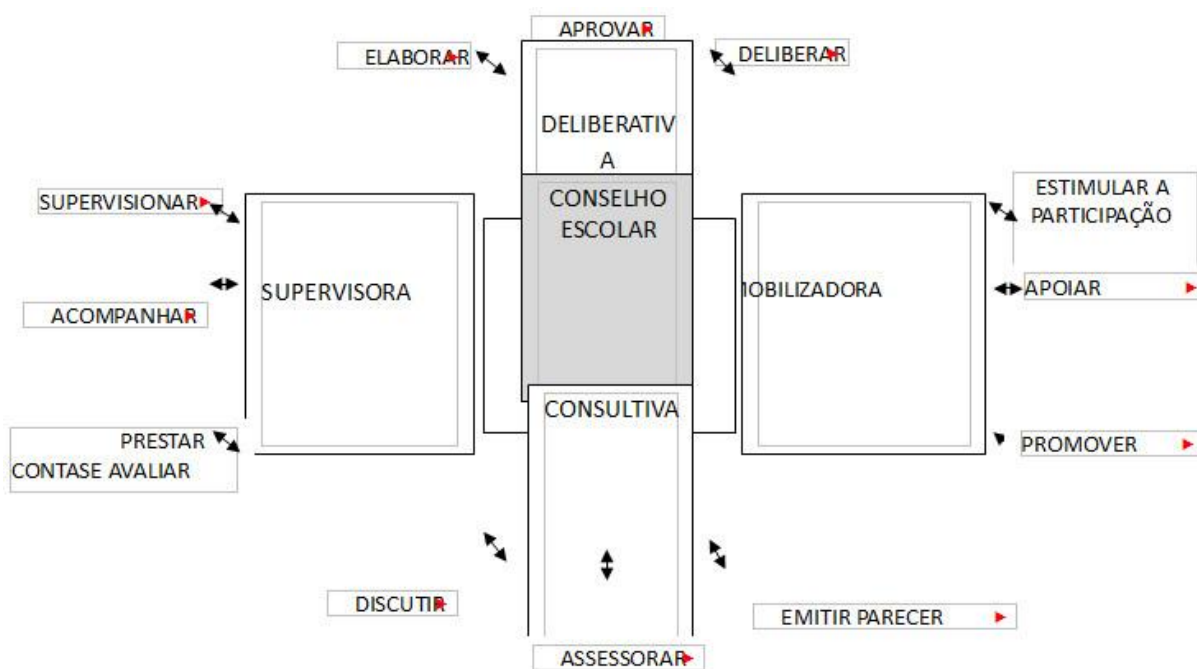 APROVAR
ELABORAR
DELIBERAR
DELIBERATIV
A
SUPERVISIONAR
CONSELHO
ESCOLAR
ESTIMULAR A
PARTICIPAÇÃO
SUPERVISORA
IOBILIZADORA
APOIAR
ACOMPANHAR
CONSULTIVA
PRESTAR
CONTASE AVALIAR
PROMOVER
DISCUTIR
EMITIR PARECER
ASSESSORAR